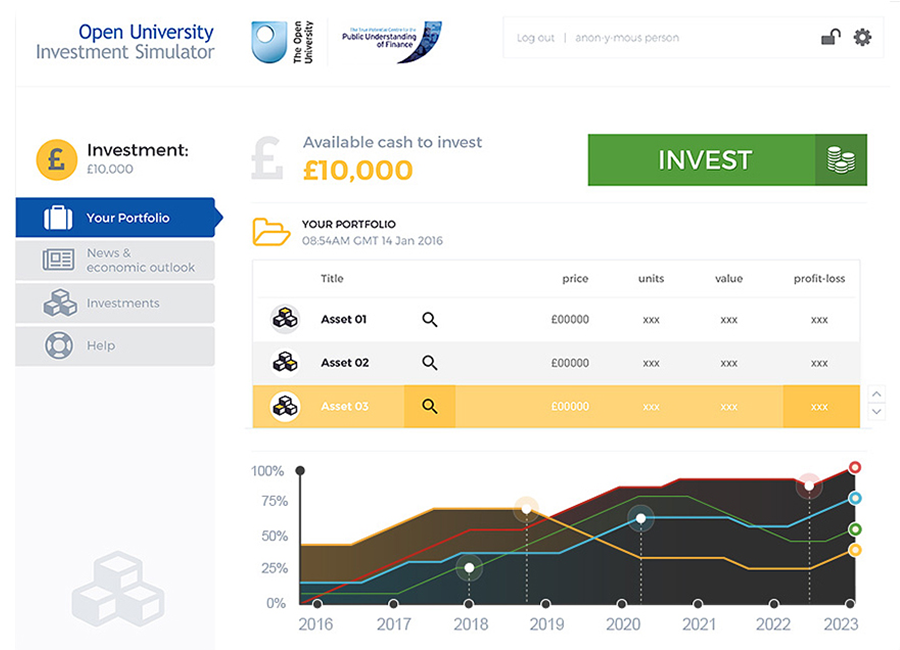 Open University
Investment Simulator
The Open
University
The True Potential Centre for the
Public Understanding
of Finance
Log out | anon-y-mous person
£
Investment:
£10,000
Your Portfolio
News &
economic outlook
Investments
Help
£
Available cash to invest
£10,000
INVEST
YOUR PORTFOLIO
08:54AM GMT 14 Jan 2016
Title price units value profit-loss
Asset 01 £00000 xxx xxx xxx
Asset 02 £00000 xxx xxx xxx
Asset 03 £00000 xxx xxx xxx
100%
75%
50%
25%
0%
2016 2017 2018 2019 2020 2021 2022 2023